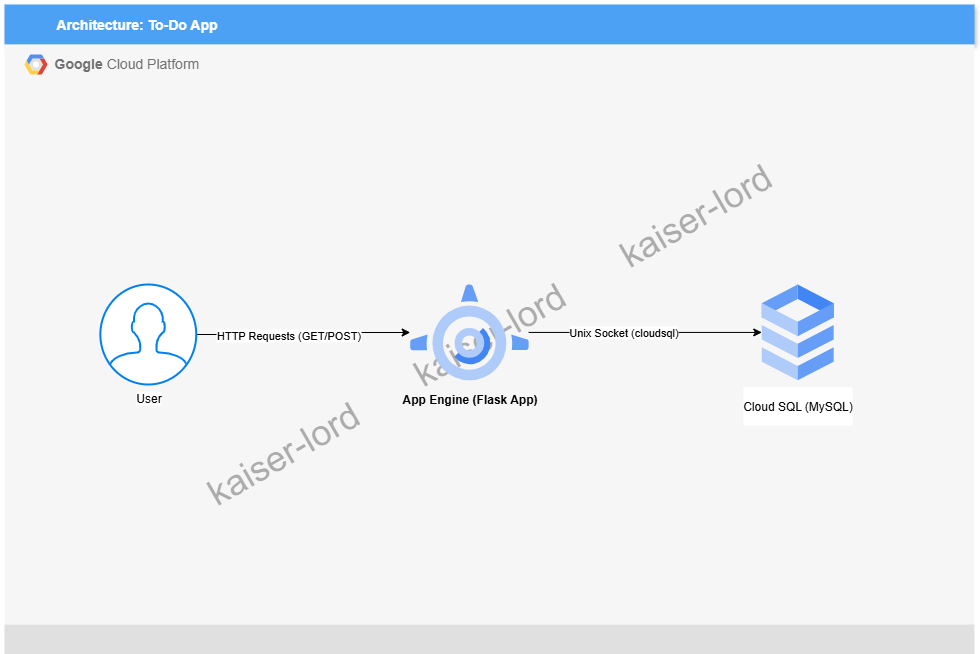 Architecture: To-Do App
Google Cloud Platform
kaiser-lord
kaiser-lord
HTTP Requests (GET/POST)
Unix Socket (cloudsql)
User
App Engine (Flask App)
Cloud SQL (MySQL)
kaiser-lord